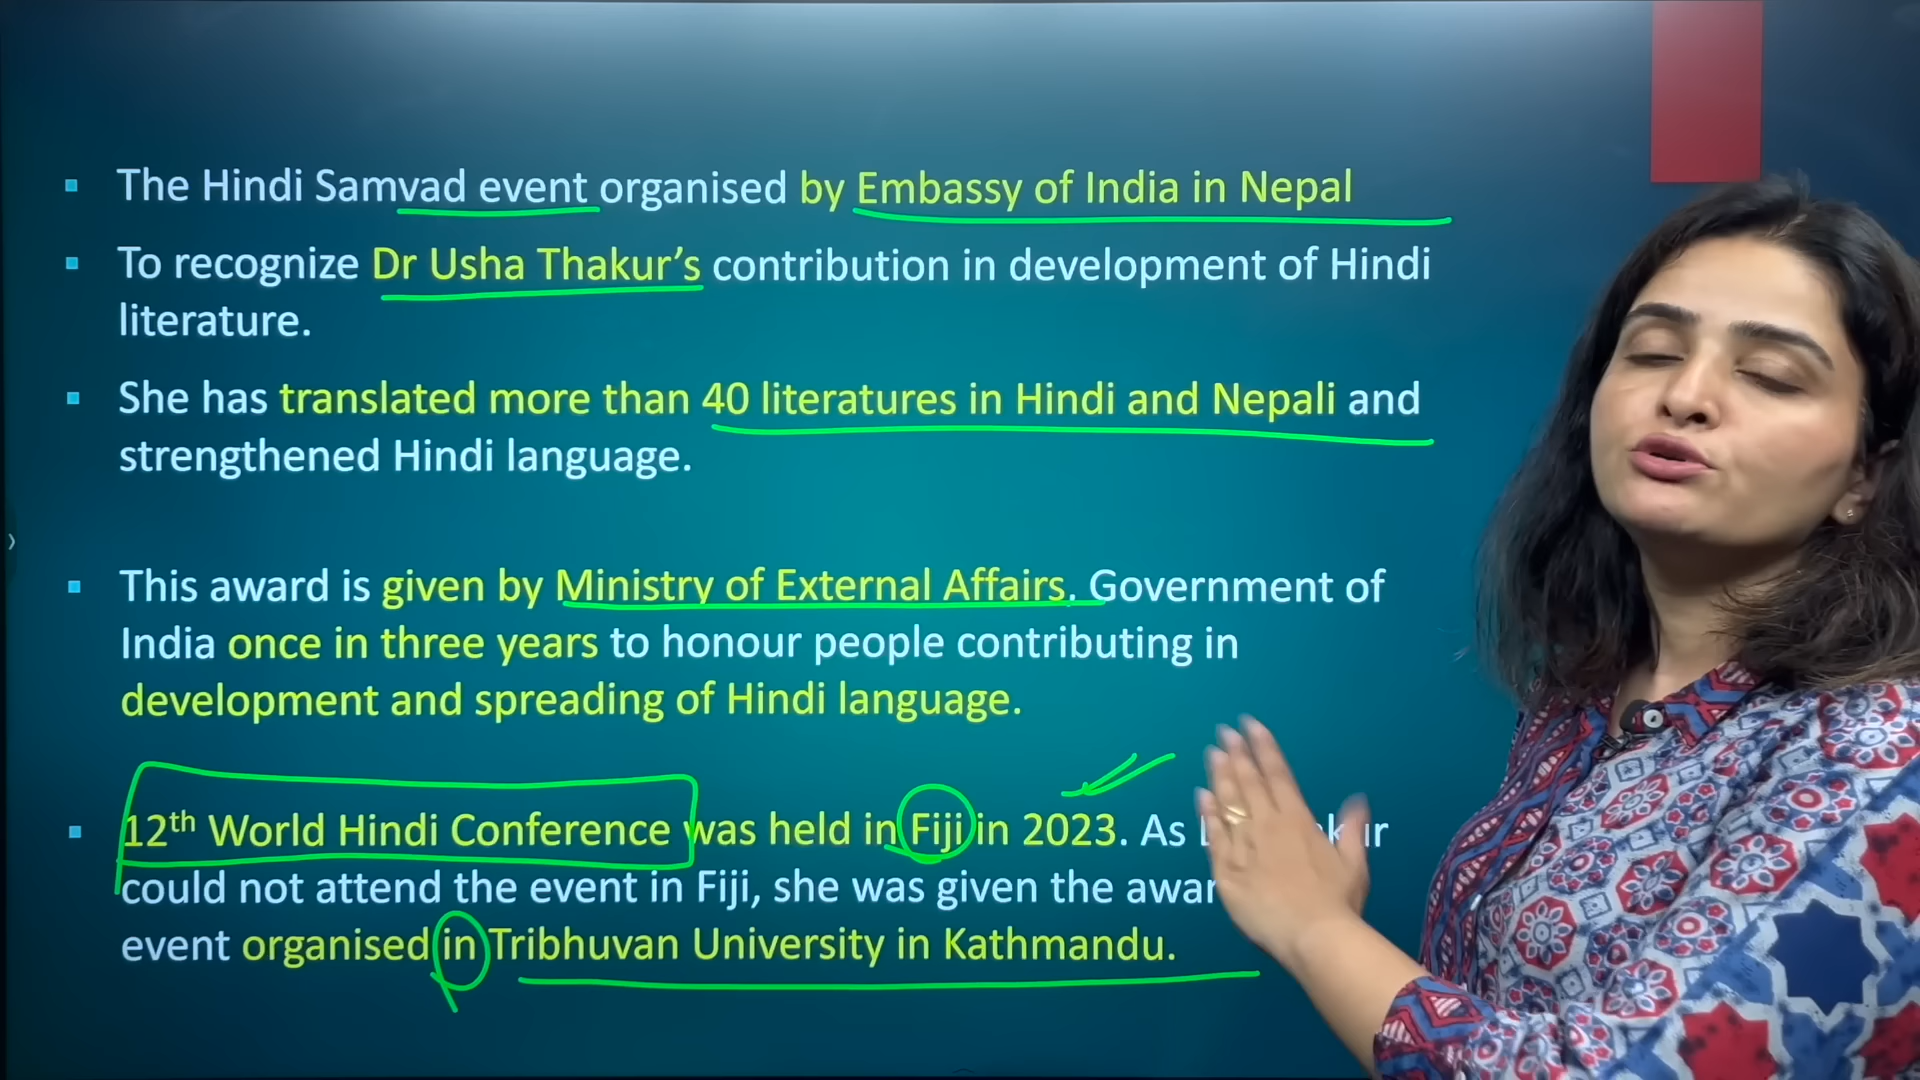 The Hindi Samvad event organised by Embassy of India in Nepal
To recognize Dr Usha Thakur's contribution in development of Hindi
literature.
She has translated more than 40 literatures in Hindi and Nepali and
strengthened Hindi language.
This award is given by Ministry of External Affairs, Government of
India once in three years to honour people contributing in
development and spreading of Hindi language.
12th World Hindi Conference was held in Fiji in 2023. As
could not attend the event in Fiji, she was given the
event organised in Tribhuvan University in Kathmandu.